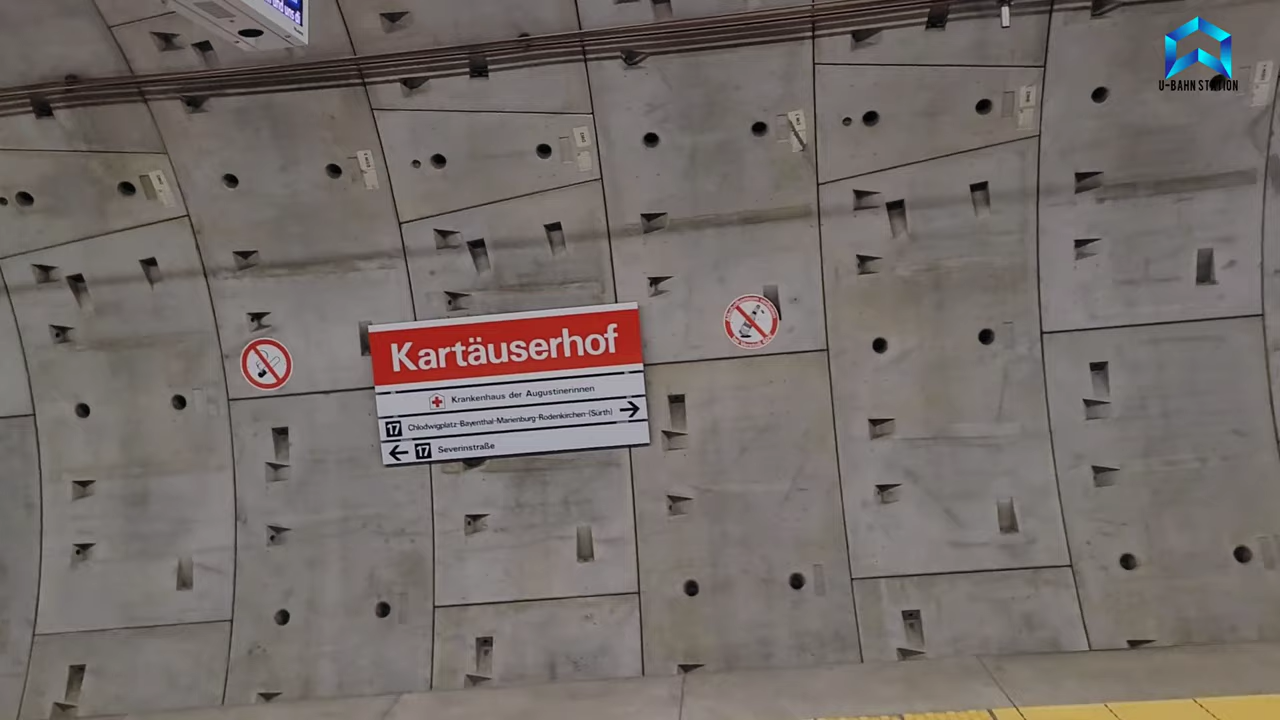 U-BAHN STATION
Kartäuserhof
Krankenhaus der Augustinerinnen
17 Chlodwigplatz-Bayenthal-Marienburg-Rodenkirchen-(Sürth)
17 Severinstraße